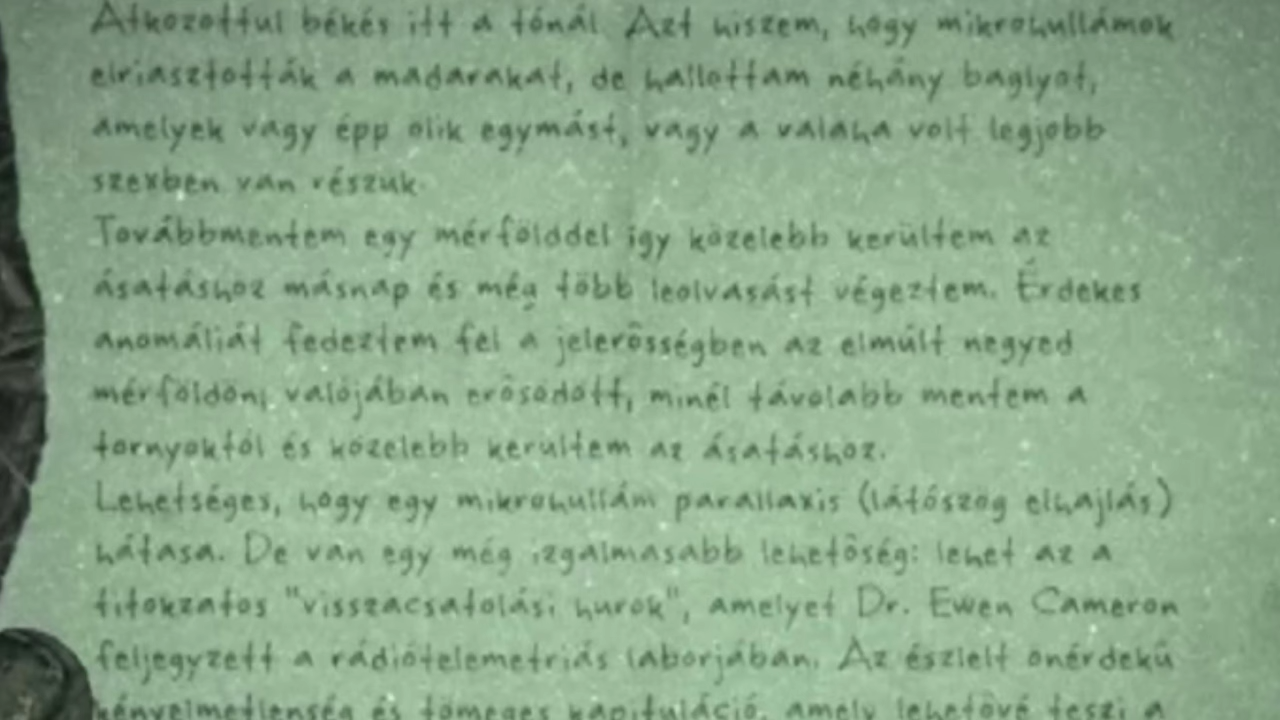 Átkozottul békés itt a tónál. Azt hiszem, hogy mikrohullámok
elriasztották a madarakat, de hallottam néhány baglyot,
amelyek vagy épp ölik egymást, vagy a valaha volt legjobb
szexben van részük.
Továbbmentem egy mérfölddel így közelebb kerültem az
ásatáshoz másnap és még több leolvasást végeztem. Érdekes
anomáliát fedeztem fel a jelerősségben az elmúlt negyed
mérföldön; valójában erősödött, minél távolabb mentem a
tornyoktól és közelebb kerültem az ásatáshoz.
Lehetséges, hogy egy mikrohullám parallaxis (látószög elhajlás)
hatása. De van egy még izgalmasabb lehetőség: lehet az a
titokzatos "visszacsatolási hurok", amelyet Dr. Ewen Cameron
feljegyzett a rádiótelemetriás laborjában. Az észlelt önérdekű
kényelmetlenség és tömeges kapituláció, amely lehetővé teszi a